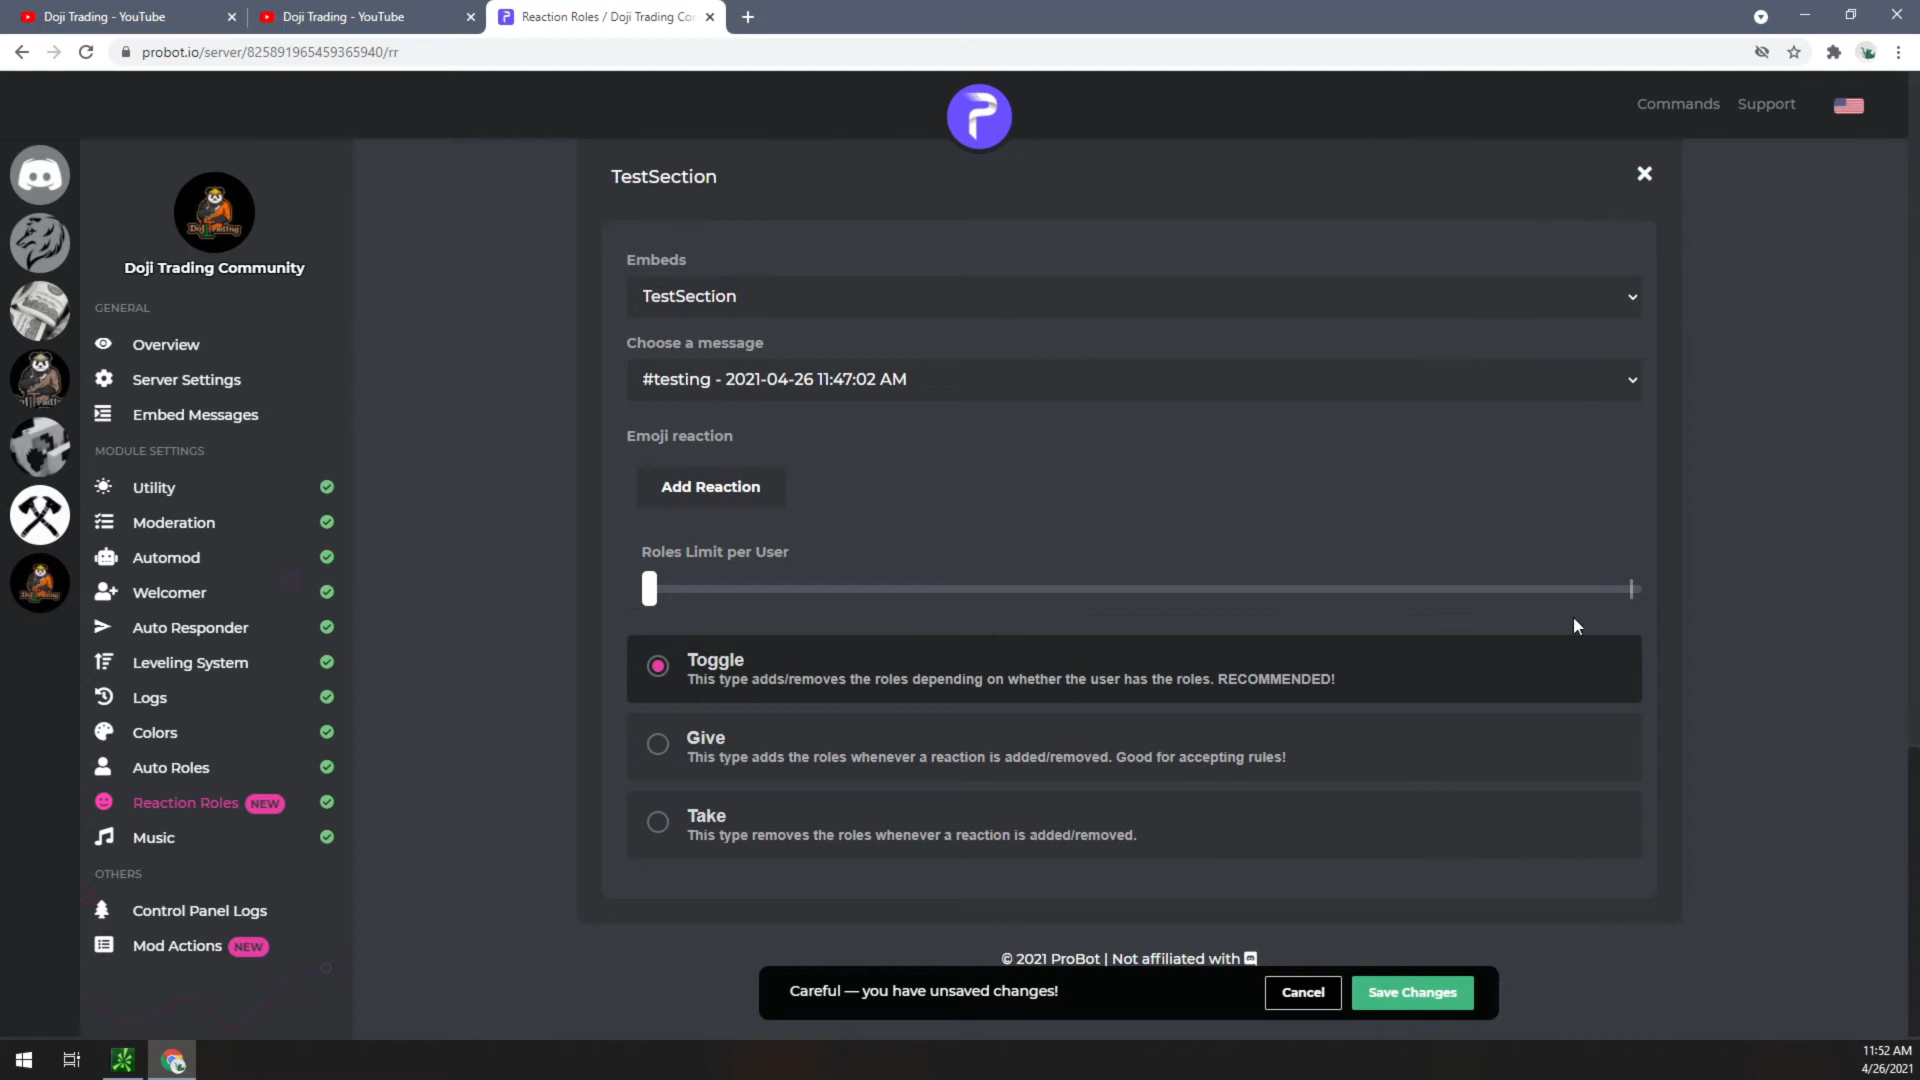 Doji Trading - YouTube
Doji Trading - YouTube
Reaction Roles / Doji Trading Co
probot.io/server/825891965459365940/rr
Commands
Support
Doji Trading Community
GENERAL
Overview
Server Settings
Embed Messages
MODULE SETTINGS
Utility
Moderation
Automod
Welcomer
Auto Responder
Leveling System
Logs
Colors
Auto Roles
Reaction Roles NEW
Music
OTHERS
Control Panel Logs
Mod Actions NEW
TestSection
Embeds
TestSection
Choose a message
#testing - 2021-04-26 11:47:02 AM
Emoji reaction
Add Reaction
Roles Limit per User
Toggle
This type adds/removes the roles depending on whether the user has the roles. RECOMMENDED!
Give
This type adds the roles whenever a reaction is added/removed. Good for accepting rules!
Take
This type removes the roles whenever a reaction is added/removed.
© 2021 ProBot | Not affiliated with
Careful — you have unsaved changes!
Cancel
Save Changes
11:52 AM
4/26/2021